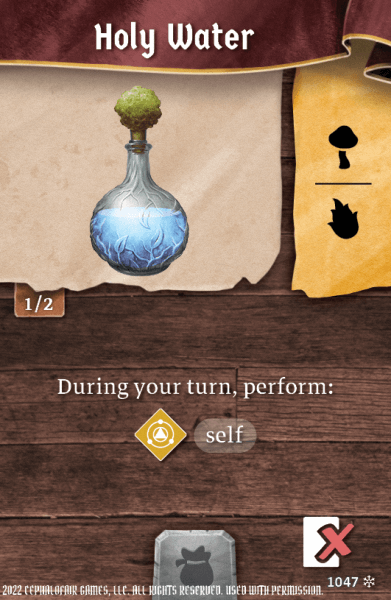 Holy Water
1/2
During your turn, perform:
self
1047
2022 CEPHALOFAIR GAMES, LLC. ALL RIGHTS RESERVED. USED WITH PERMISSION.